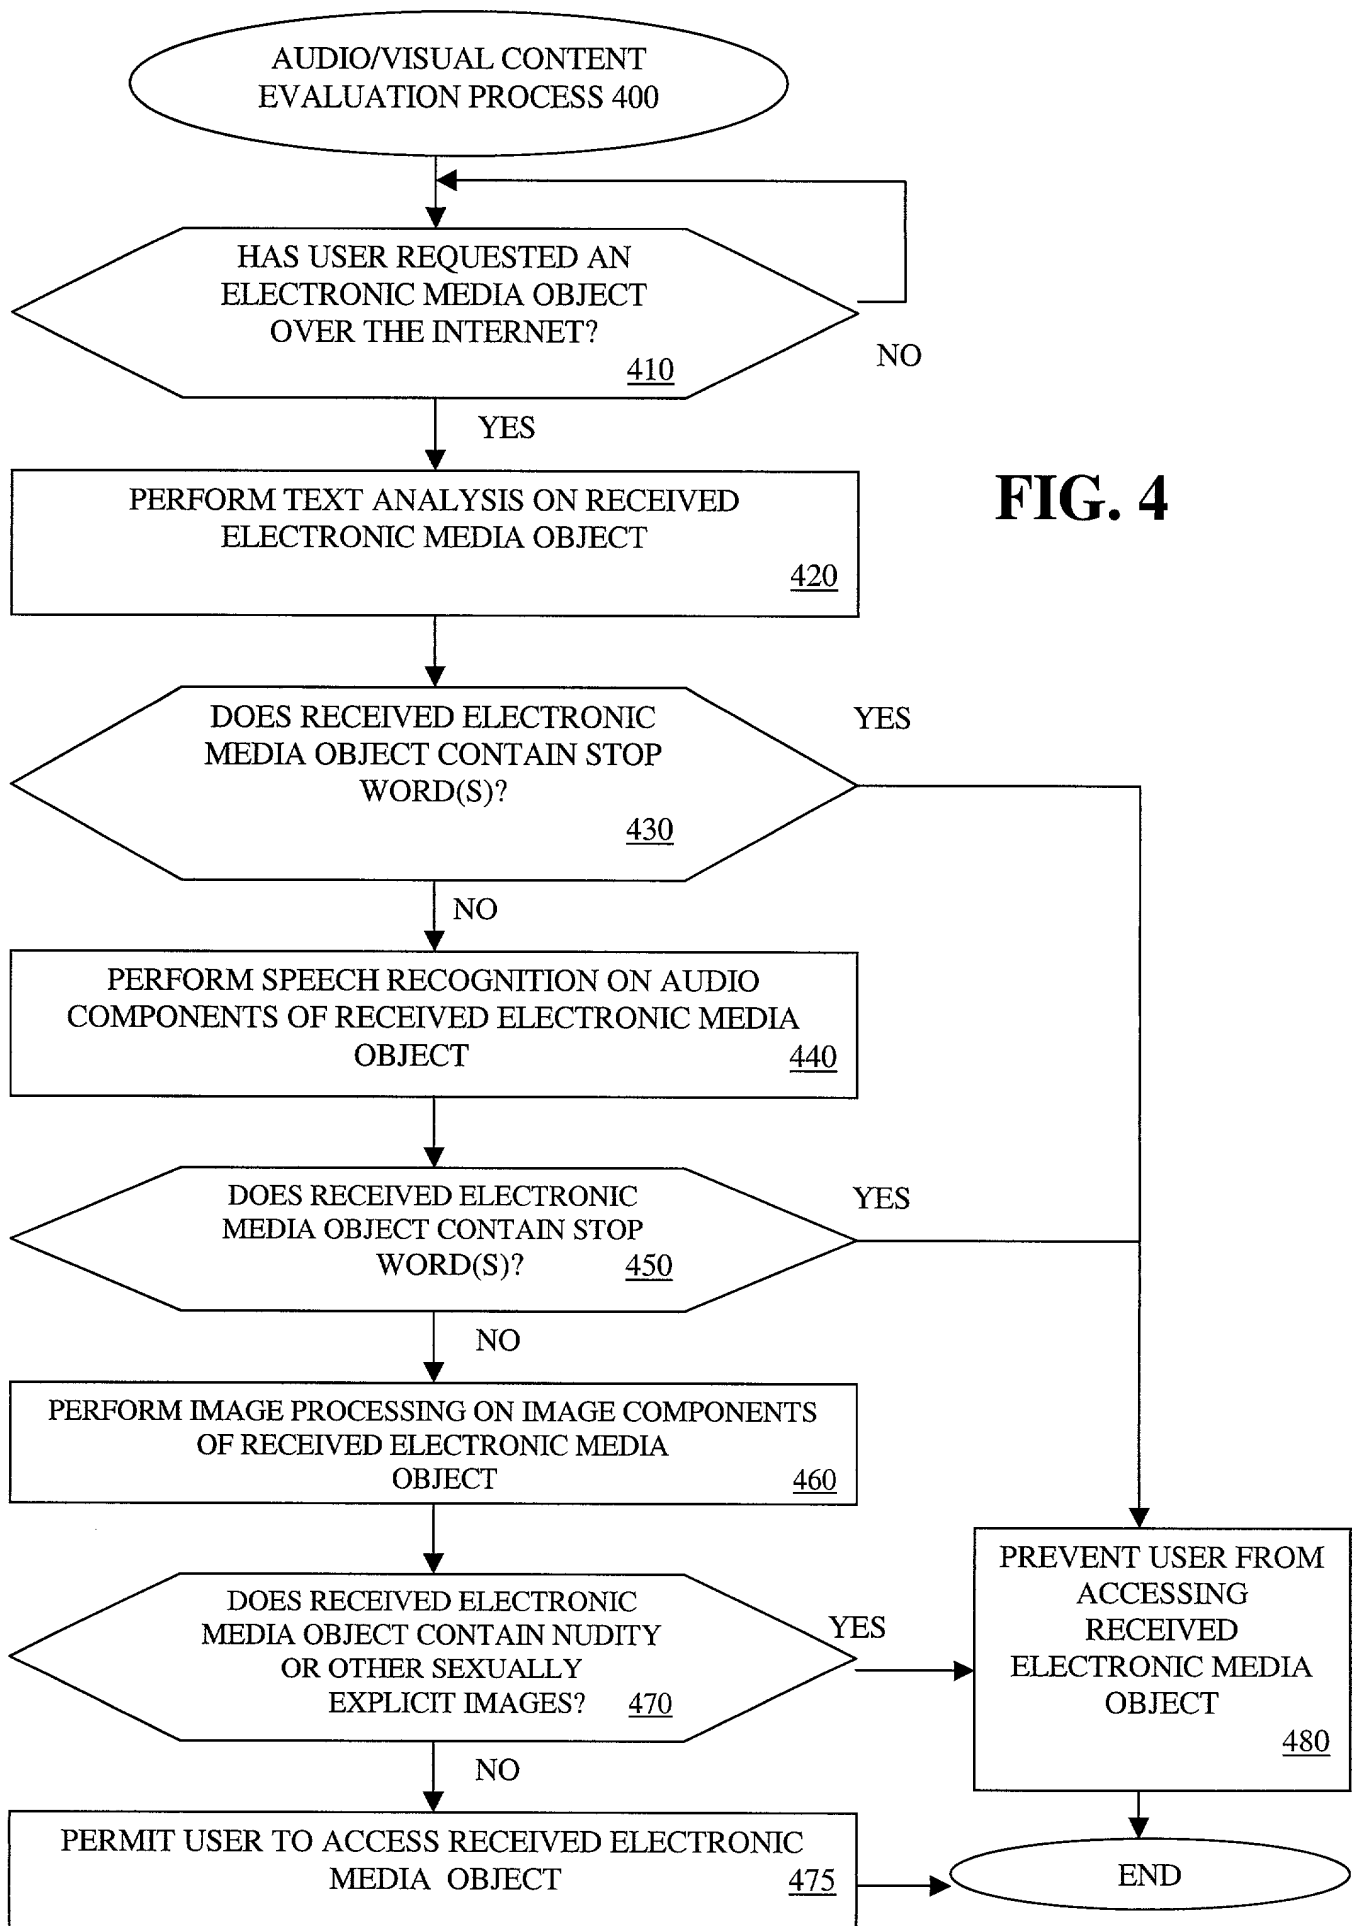 AUDIO/VISUAL CONTENT
EVALUATION PROCESS 400
HAS USER REQUESTED AN
ELECTRONIC MEDIA OBJECT
OVER THE INTERNET?
410
NO
YES
FIG. 4
PERFORM TEXT ANALYSIS ON RECEIVED
ELECTRONIC MEDIA OBJECT
420
DOES RECEIVED ELECTRONIC
MEDIA OBJECT CONTAIN STOP
WORD(S)?
430
YES
NO
PERFORM SPEECH RECOGNITION ON AUDIO
COMPONENTS OF RECEIVED ELECTRONIC MEDIA
OBJECT
440
DOES RECEIVED ELECTRONIC
MEDIA OBJECT CONTAIN STOP
WORD(S)?
450
YES
NO
PERFORM IMAGE PROCESSING ON IMAGE COMPONENTS
OF RECEIVED ELECTRONIC MEDIA
OBJECT
460
DOES RECEIVED ELECTRONIC
MEDIA OBJECT CONTAIN NUDITY
OR OTHER SEXUALLY
EXPLICIT IMAGES?
470
YES
NO
PREVENT USER FROM
ACCESSING
RECEIVED
ELECTRONIC MEDIA
OBJECT
480
PERMIT USER TO ACCESS RECEIVED ELECTRONIC
MEDIA OBJECT
475
END